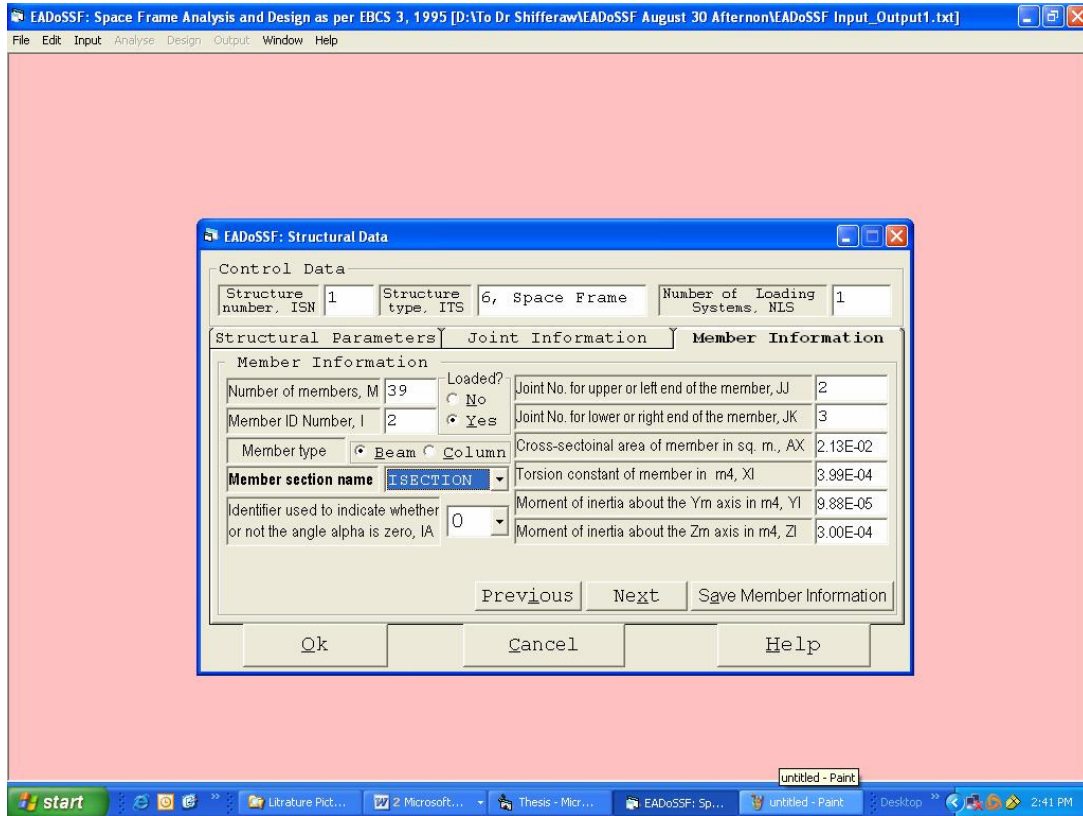 EADoSSF: Space Frame Analysis and Design as per EBCS 3, 1995 [D:\To Dr Shifferaw\EADoSSF August 30 Afternon\EADoSSF Input_Output1.txt]
File Edit Input Analyse Design Output Window Help
EADoSSF: Structural Data
Control Data
Structure number, ISN 1
Structure type, ITS 6, Space Frame
Number of Loading Systems, NLS 1
Structural Parameters Joint Information Member Information
Member Information
Number of members, M 39
Member ID Number, I 2
Loaded?
No
Yes
Member type Beam Column
Member section name ISECTION
Identifier used to indicate whether
or not the angle alpha is zero, IA 0
Joint No. for upper or left end of the member, JJ 2
Joint No. for lower or right end of the member, JK 3
Cross-sectoinal area of member in sq. m., AX 2.13E-02
Torsion constant of member in m4, XI 3.99E-04
Moment of inertia about the Ym axis in m4, YI 9.88E-05
Moment of inertia about the Zm axis in m4, ZI 3.00E-04
Previous Next Save Member Information
Ok Cancel Help
untitled - Paint
start Litrature Pict... 2 Microsoft... Thesis - Micr... EADoSSF: Sp... untitled - Paint Desktop 2:41 PM